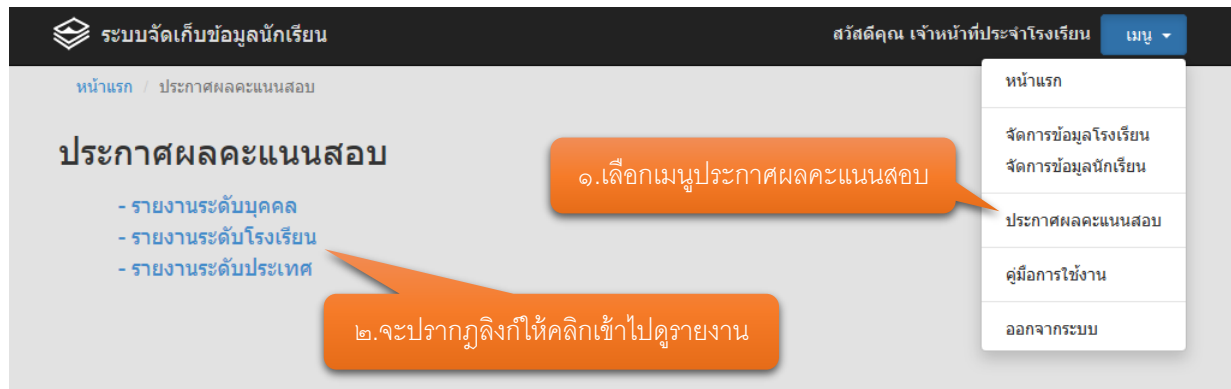 ระบบจัดเก็บข้อมูลนักเรียน
สวัสดีคุณ เจ้าหน้าที่ประจำโรงเรียน
เมนู
หน้าแรก / ประกาศผลคะแนนสอบ
ประกาศผลคะแนนสอบ
- รายงานระดับบุคคล
- รายงานระดับโรงเรียน
- รายงานระดับประเทศ
๑.เลือกเมนูประกาศผลคะแนนสอบ
๒.จะปรากฎลิงก์ให้คลิกเข้าไปดูรายงาน
หน้าแรก
จัดการข้อมูลโรงเรียน
จัดการข้อมูลนักเรียน
ประกาศผลคะแนนสอบ
คู่มือการใช้งาน
ออกจากระบบ